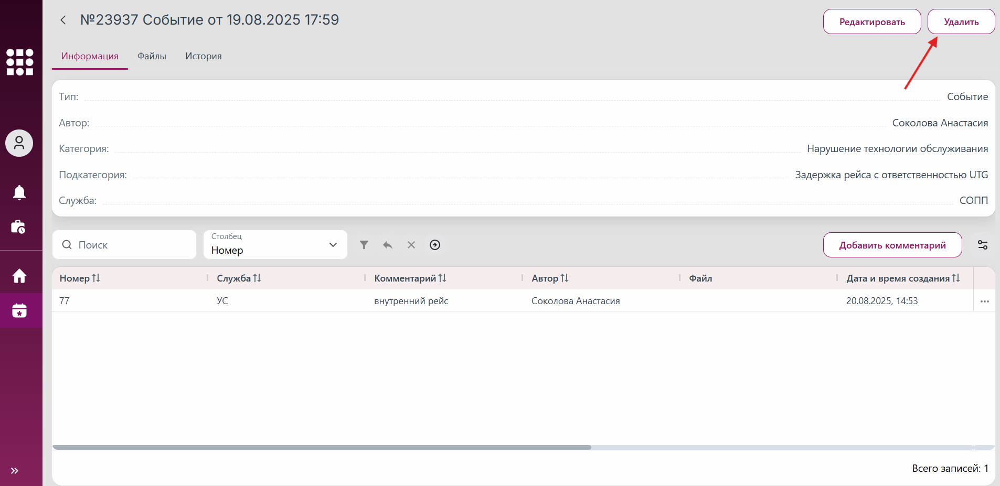 №23937 Событие от 19.08.2025 17:59
Редактировать
Удалить
Информация
Файлы
История
Тип: Событие
Автор: Соколова Анастасия
Категория: Нарушение технологии обслуживания
Подкатегория: Задержка рейса с ответственностью UTG
Служба: СОПП
Поиск
Столбец
Номер
Добавить комментарий
Номер Служба Комментарий Автор Файл Дата и время создания
77 УС внутренний рейс Соколова Анастасия 20.08.2025, 14:53
Всего записей: 1